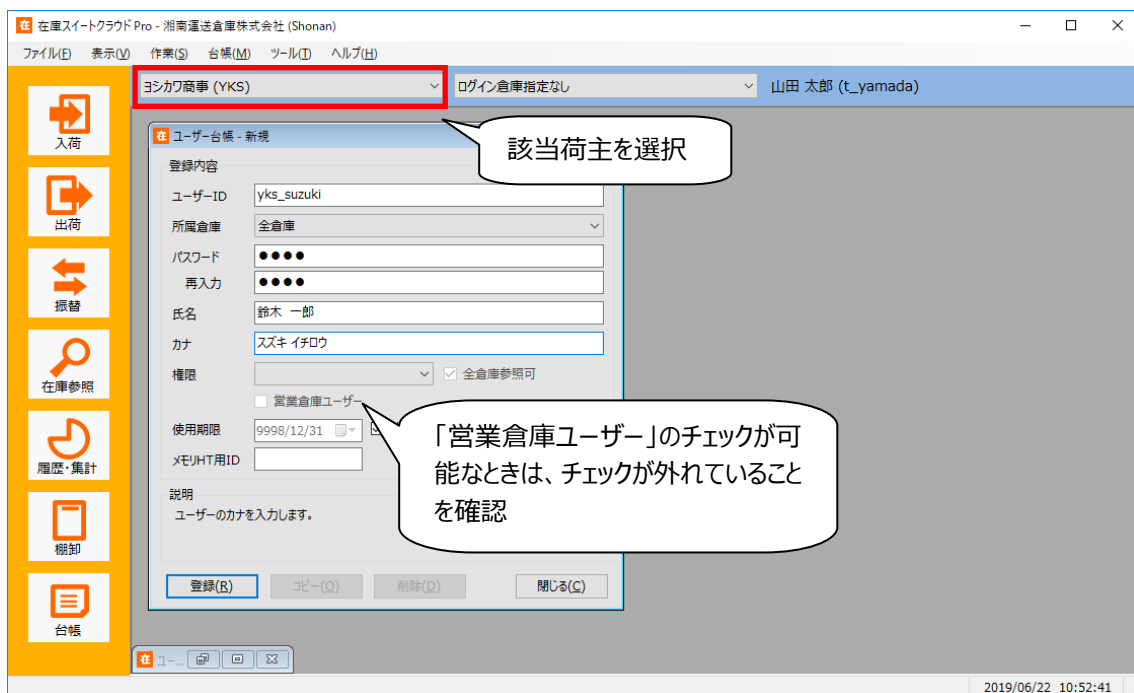 在庫スイートクラウド Pro - 湘南運送倉庫株式会社 (Shonan)
ファイル(F) 表示(V) 作業(S) 台帳(M) ツール(T) ヘルプ(H)
ヨシカワ商事 (YKS) ログイン倉庫指定なし 山田 太郎 (t_yamada)
入荷
出荷
振替
在庫参照
履歴・集計
棚卸
台帳
在 ユーザー台帳 - 新規
該当荷主を選択
登録内容
ユーザーID yks_suzuki
所属倉庫 全倉庫
パスワード ●●●●
再入力 ●●●●
氏名 鈴木 一郎
カナ スズキ イチロウ
権限 全倉庫参照可
営業倉庫ユーザー
使用期限 9998/12/31
メモリHT用ID
「営業倉庫ユーザー」のチェックが可
能なときは、チェックが外れていること
を確認
説明
ユーザーのカナを入力します。
登録(R) コピー(O) 削除(D) 閉じる(C)
在 ユー...
2019/06/22 10:52:41